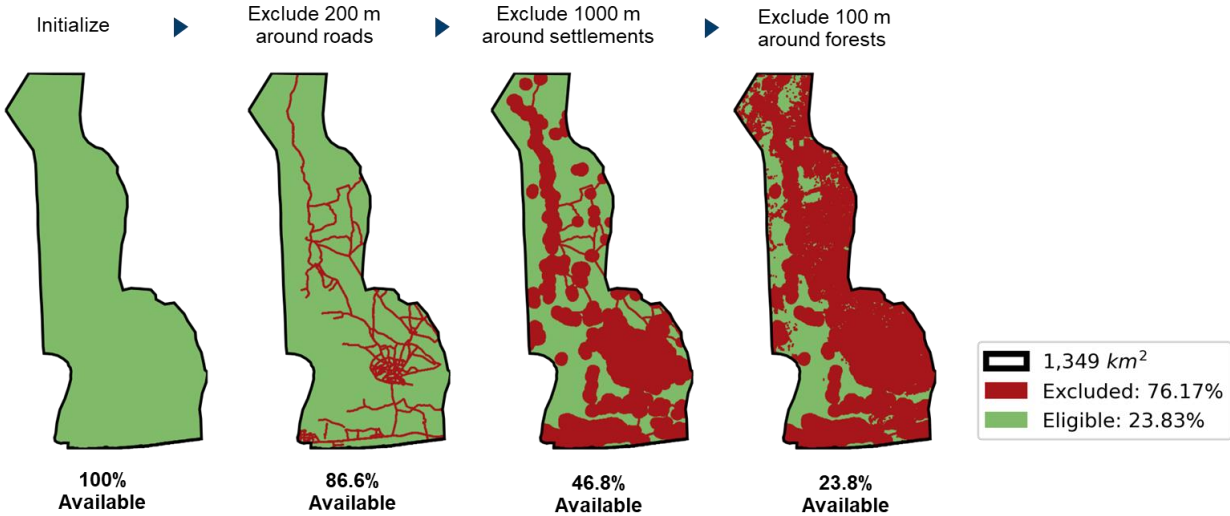 Initialize
Exclude 200 m
around roads
Exclude 1000 m
around settlements
Exclude 100 m
around forests
1,349 km²
Excluded: 76.17%
Eligible: 23.83%
100%
Available
86.6%
Available
46.8%
Available
23.8%
Available